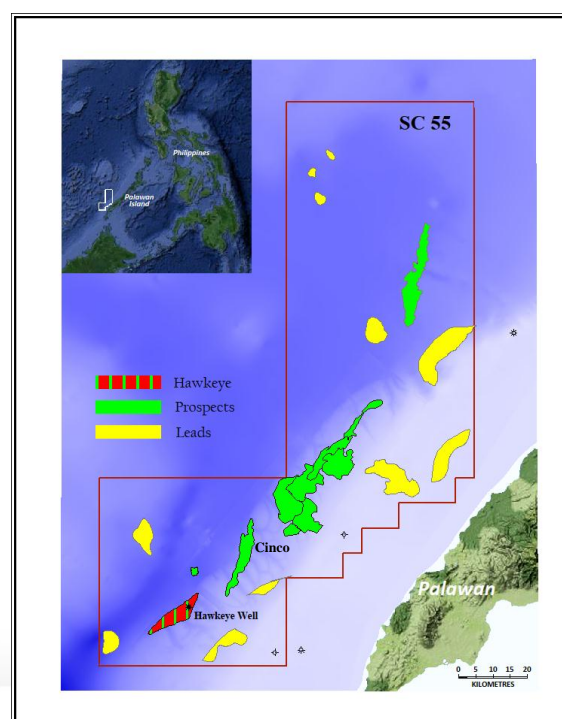 SC 55
Philippines
Palawan
Island
Hawkeye
Prospects
Leads
Cinco
Hawkeye Well
Palawan
0 5 10 15 20
KILOMETRES